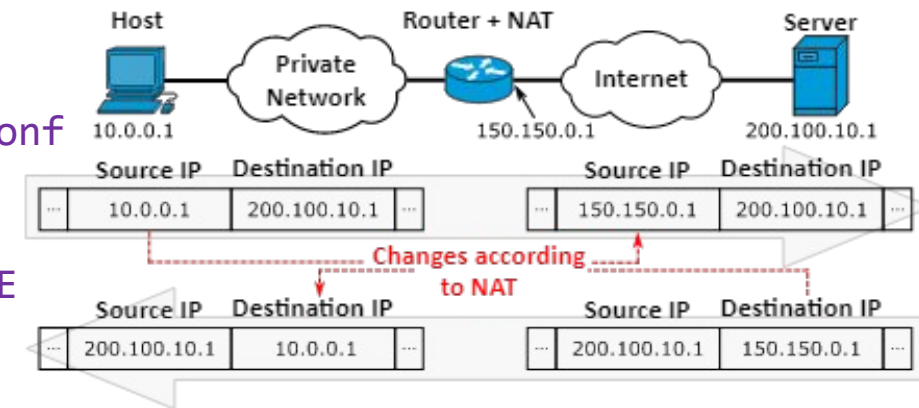 Host
Router + NAT
Server
Private
Network
Internet
onf
10.0.0.1
150.150.0.1
200.100.10.1
Source IP Destination IP
Source IP Destination IP
... 10.0.0.1 200.100.10.1 ...
... 150.150.0.1 200.100.10.1 ...
Changes according
to NAT
E
Source IP Destination IP
Source IP Destination IP
... 200.100.10.1 10.0.0.1 ...
... 200.100.10.1 150.150.0.1 ...